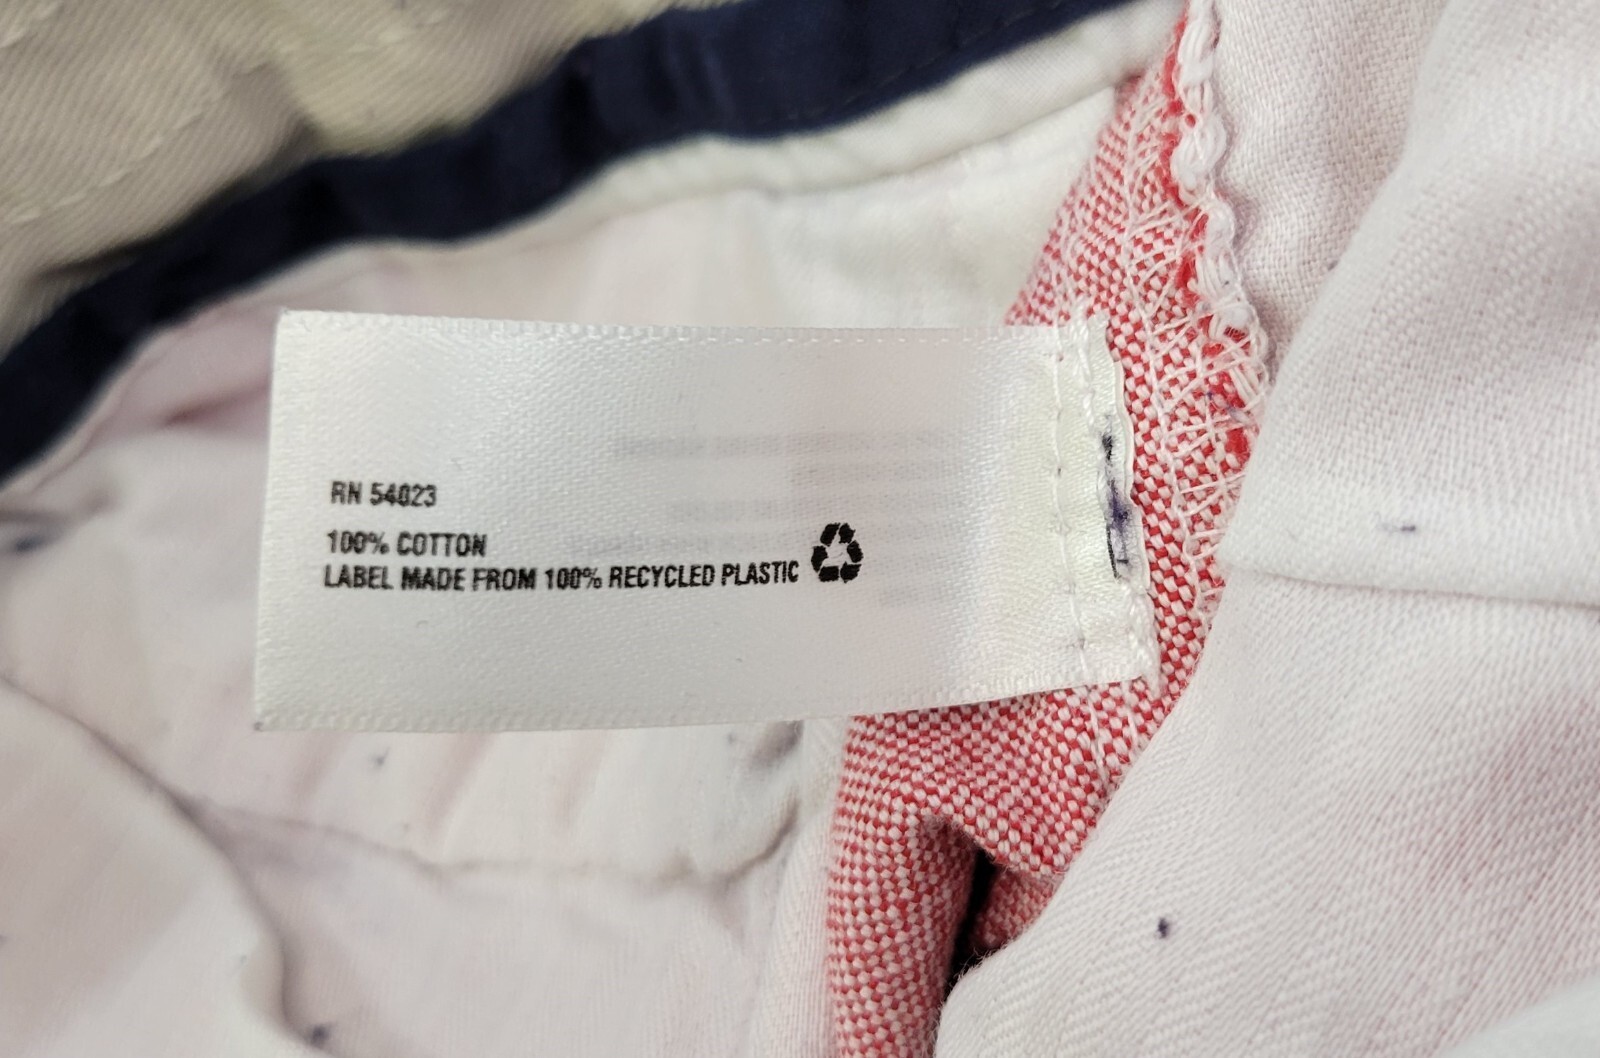 RN 54023
100% COTTON
LABEL MADE FROM 100% RECYCLED PLASTIC